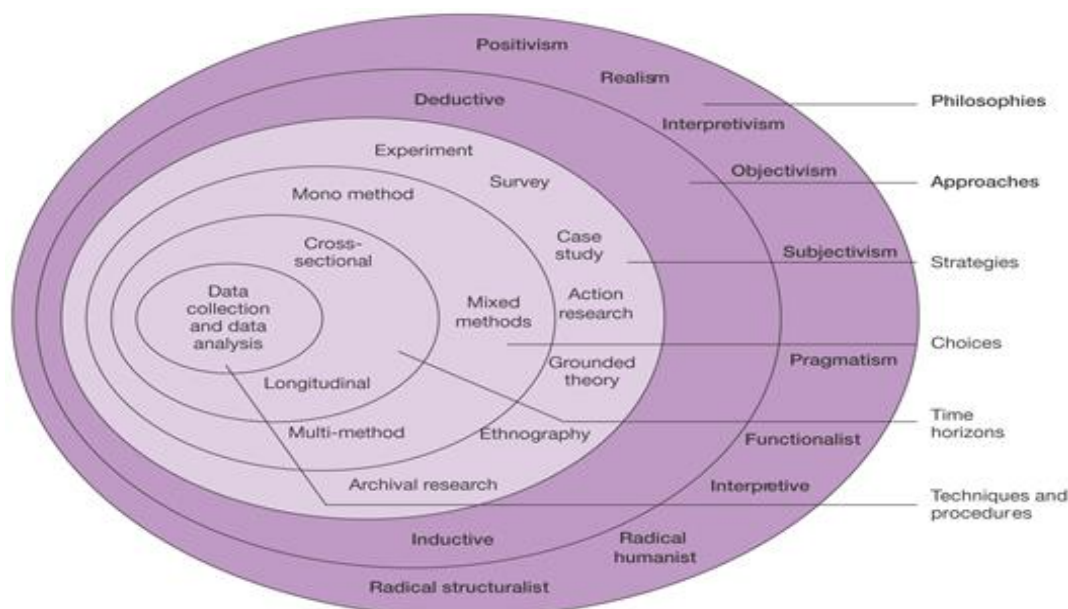 Positivism
Realism
Philosophies
Deductive
Interpretivism
Experiment
Objectivism
Approaches
Survey
Mono method
Case
study
Cross-
sectional
Subjectivism
Strategies
Data
collection
and data
analysis
Mixed
methods
Action
research
Choices
Pragmatism
Grounded
theory
Longitudinal
Time
horizons
Multi-method
Ethnography
Functionalist
Archival research
Interpretive
Techniques and
procedures
Inductive
Radical
humanist
Radical structuralist